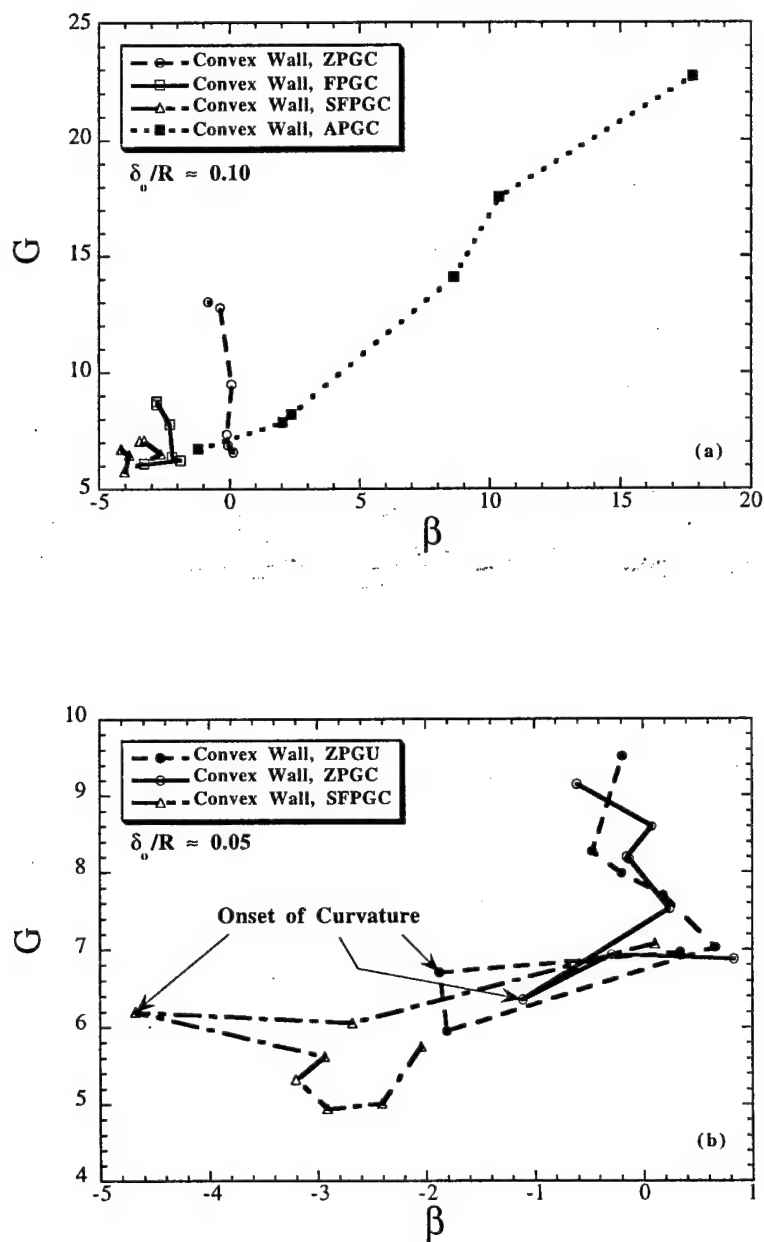 25
20
15
10
5
G
Convex Wall, ZPGC
Convex Wall, FPGC
Convex Wall, SFPGC
Convex Wall, APGC
δo/R ≈ 0.10
(a)
-5 0 5 10 15 20
β
10
9
8
7
6
5
4
G
Convex Wall, ZPGU
Convex Wall, ZPGC
Convex Wall, SFPGC
δo/R ≈ 0.05
Onset of Curvature
(b)
-5 -4 -3 -2 -1 0 1
β